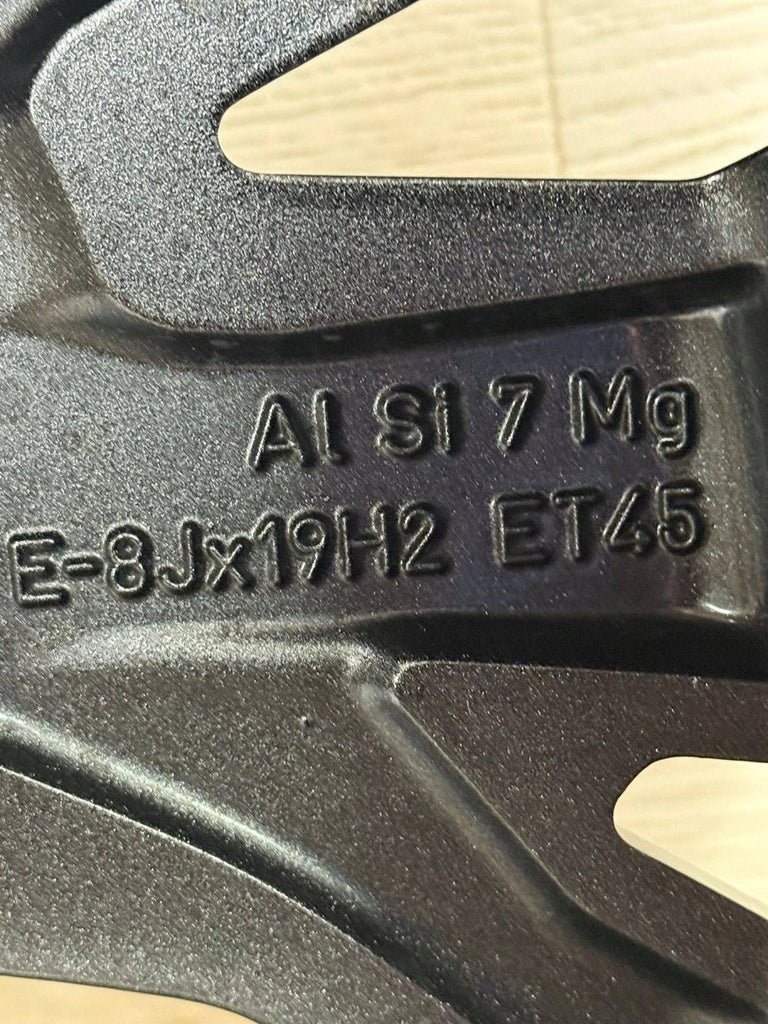 Al Si 7 Mg
E-8Jx19H2 ET45